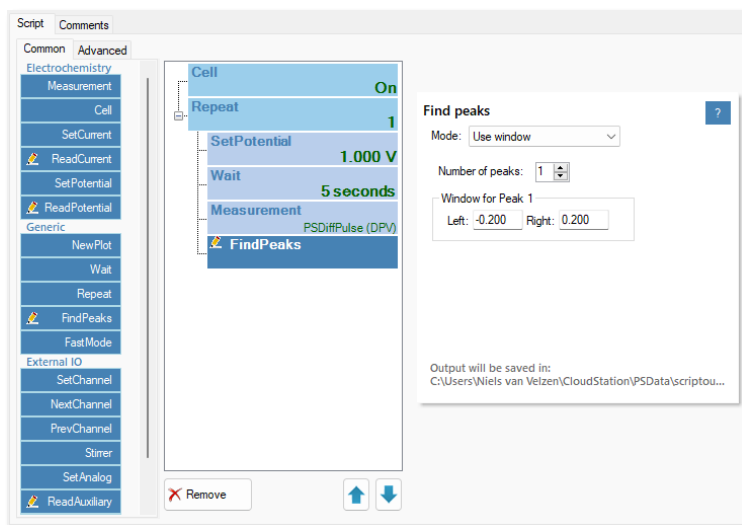 Script Comments
Common Advanced
Electrochemistry
Measurement
Cell
SetCurrent
ReadCurrent
SetPotential
ReadPotential
Generic
NewPlot
Wait
Repeat
FindPeaks
FastMode
External IO
SetChannel
NextChannel
PrevChannel
Stirrer
SetAnalog
ReadAuxiliary
Cell
On
Repeat
1
SetPotential
1.000 V
Wait
5 seconds
Measurement
PSDiffPulse (DPV)
FindPeaks
Remove
Find peaks ?
Mode: Use window
Number of peaks: 1
Window for Peak 1
Left: -0.200 Right: 0.200
Output will be saved in:
C:\Users\Niels van Velzen\CloudStation\PSData\scriptou...